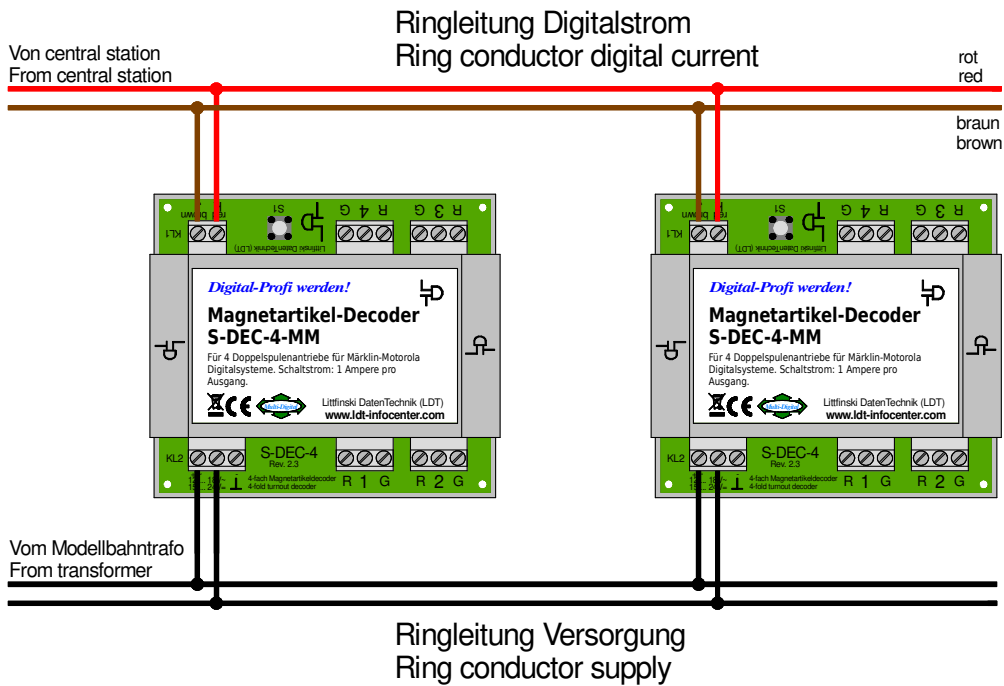 Ringleitung Digitalstrom
Ring conductor digital current
Von central station
From central station
rot
red
braun
brown
brown
S1
G 4 R
G 3 R
KL1
Littfinski DatenTechnik (LDT)
Digital-Profi werden!
Magnetartikel-Decoder
S-DEC-4-MM
Für 4 Doppelspulenantriebe für Märklin-Motorola
Digitalsysteme. Schaltstrom: 1 Ampere pro
Ausgang.
CE
Multi-Digital
Littfinski DatenTechnik (LDT)
www.ldt-infocenter.com
KL2
S-DEC-4
Rev. 2.3
4-fach Magnetartikeldecoder
4-fold turnout decoder
R 1 G
R 2 G
brown
S1
G 4 R
G 3 R
KL1
Littfinski DatenTechnik (LDT)
Digital-Profi werden!
Magnetartikel-Decoder
S-DEC-4-MM
Für 4 Doppelspulenantriebe für Märklin-Motorola
Digitalsysteme. Schaltstrom: 1 Ampere pro
Ausgang.
CE
Multi-Digital
Littfinski DatenTechnik (LDT)
www.ldt-infocenter.com
KL2
S-DEC-4
Rev. 2.3
4-fach Magnetartikeldecoder
4-fold turnout decoder
R 1 G
R 2 G
Vom Modellbahntrafo
From transformer
Ringleitung Versorgung
Ring conductor supply